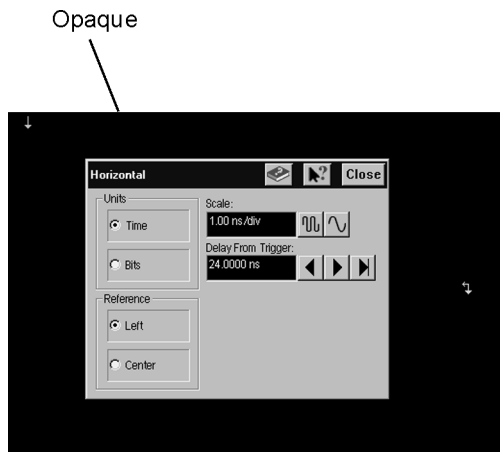 Opaque
Horizontal
Close
Units
Time
Bits
Scale:
1.00 ns/div
Delay From Trigger:
24.0000 ns
Reference
Left
Center